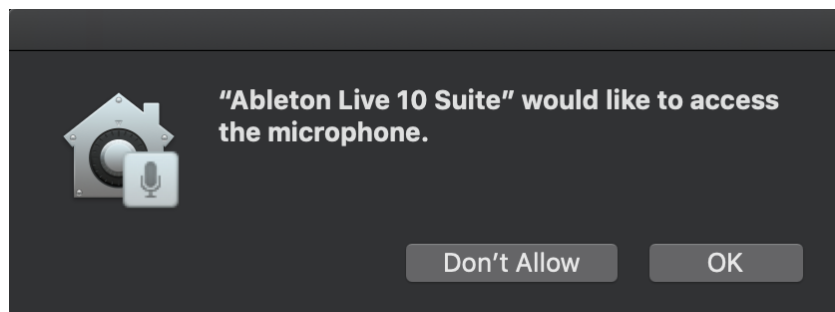 “Ableton Live 10 Suite” would like to access
the microphone.
Don’t Allow
OK